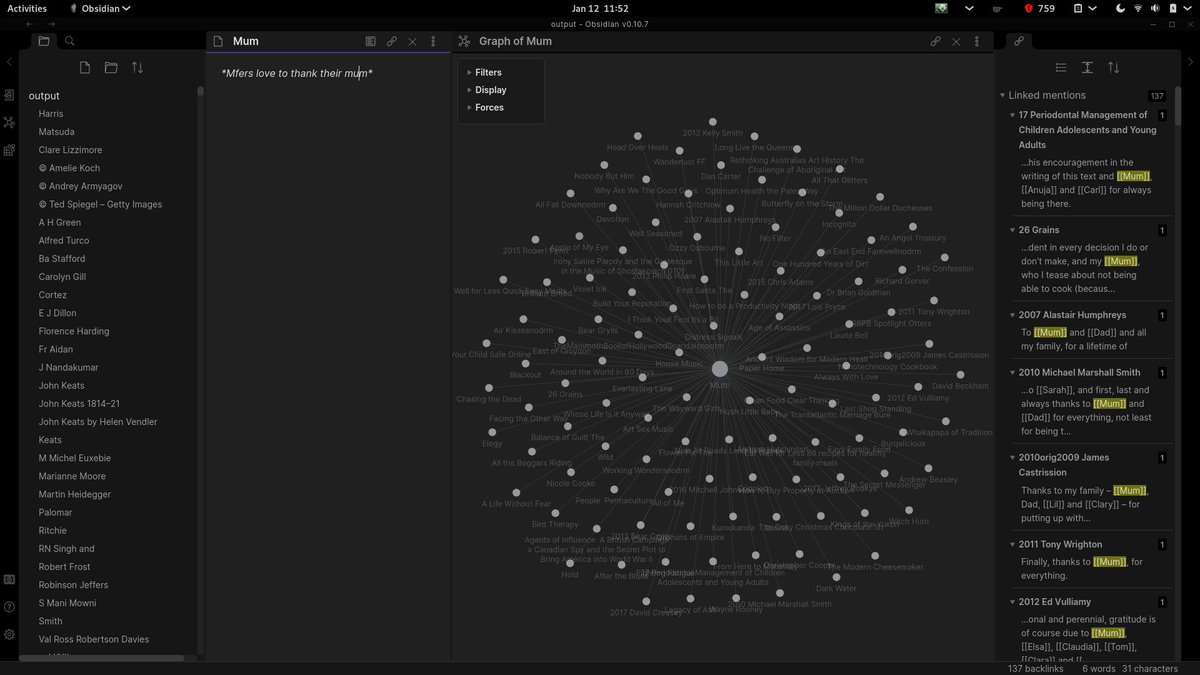 Activities
Obsidian
Jan 12 11:52
759
output - Obsidian v0.10.7
Mum
Graph of Mum
*Mfers love to thank their mum*
output
Harris
Matsuda
Clare Lizzimore
© Amelie Koch
© Andrey Armyagov
© Ted Spiegel – Getty Images
A H Green
Alfred Turco
Ba Stafford
Carolyn Gill
Cortez
E J Dillon
Florence Harding
Fr Aidan
J Nandakumar
John Keats
John Keats 1814–21
John Keats by Helen Vendler
Keats
M Michel Euxebie
Marianne Moore
Martin Heidegger
Palomar
Ritchie
RN Singh and
Robert Frost
Robinson Jeffers
S Mani Mowni
Smith
Val Ross Robertson Davies
Filters
Display
Forces
2012 Kelly Smith
Head Over Heels
Long Live the Queens
Wanderlust FF
Rethinking Australias Art History The
Challenge of Aboriginal
Nobody But Him
Dan Carter
All That Glitters
Why Are We The Good Guys
Optimum Health the Paleo Way
All Fall Downnodrm
Hannah Critchlow
Butterfly on the Storm
Million Dollar Duchesses
Devotion
2007 Alastair Humphreys
Incognito
Well Seasoned
No Filter
An Angel Treasury
2015 Robert Penn
Apple of My Eye
Ozzy Osbourne
East End Farewellnodrm
Irony Satire Parody and the Grotesque
in the Music of Shostakovich
This Little Art
One Hundred Years of Dirt
The Confession
2013 Philip Hoare
Richard Gerver
Well for Less Quick
Easy Meals
Violet Ink
First Santa The
2015 Chris Adams
Dr Brian Goldman
Build Your Reputation
How to be a Productivity Ninja
2017 Lois Pryce
2011 Tony Wrighton
I Think Youll Find Its a Bit
Air Kissesnodrm
Bear Grylls
Age of Assassins
RSPB Spotlight Otters
Distress Signals
Laurie Bell
TheMammothBookofHollywoodScandals
East of Croydon
Your Child Safe Online
House Music
Ancient Wisdom for Modern Health
2010orig2009 James Castrission
Paper Home
Nanotechnology Cookbook
Blackout
Around the World in 80 Days
Mum
Always With Love
David Beckham
Chasing the Dead
26 Grains
Everlasting Lane
2012 Ed Vulliamy
Facing the Other Way
Whose Life Is it Anyway
The Wayward Girls
Hush Little Baby
Clean Food Clear Thinking
The Transatlantic Marriage Bure
Last Shop Standing
Elegy
Balance of Guilt The
Art Sex Music
Whakapapa of Tradition
Burqalicious
All the Beggars Riding
Wild
Eat Well for Less
recipes for healthy
family meals
Working Wondersnodrm
Nicole Cooke
Andrew Beasley
A Life Without Fear
People
Permaculture
All of Me
2016 Mitchell Johnson
How to Buy Property at Auction
The Secret Messenger
Bird Therapy
Kumukanda
Cosy Christmas Chocolate Shop
Kings of the Yukon
Witch Hunt
Agents of Influence A British Campaign
a Canadian Spy and the Secret Plot to
Bring America into World War II
2013 Bear Grylls
Orphans of Empire
Hold
After the Blade
17 Periodontal Management of Children
Adolescents and Young Adults
From Here to Maternity
Christopher Cooper
The Modern Cheesemaker
Dark Water
2017 David Creasey
Legacy of Ash
Wayne Rooney
2010 Michael Marshall Smith
Linked mentions
137
17 Periodontal Management of
Children Adolescents and Young
Adults
1
...his encouragement in the
writing of this text and [[Mum]],
[[Anuja]] and [[Carl]] for always
being there.
26 Grains
1
...dent in every decision I do or
don't make, and my [[Mum]],
who I tease about not being
able to cook (becaus...
2007 Alastair Humphreys
1
To [[Mum]] and [[Dad]] and all
my family, for a lifetime of
2010 Michael Marshall Smith
1
...o [[Sarah]], and first, last and
always thanks to [[Mum]] and
[[Dad]] for everything, not least
for being t...
2010orig2009 James
Castrission
1
Thanks to my family – [[Mum]],
Dad, [[Lil]] and [[Clary]] – for
putting up with...
2011 Tony Wrighton
1
Finally, thanks to [[Mum]], for
everything.
2012 Ed Vulliamy
1
...onal and perennial, gratitude is
of course due to [[Mum]],
[[Elsa]], [[Claudia]], [[Tom]],
[[Clara]] and [[
137 backlinks
6 words
31 characters